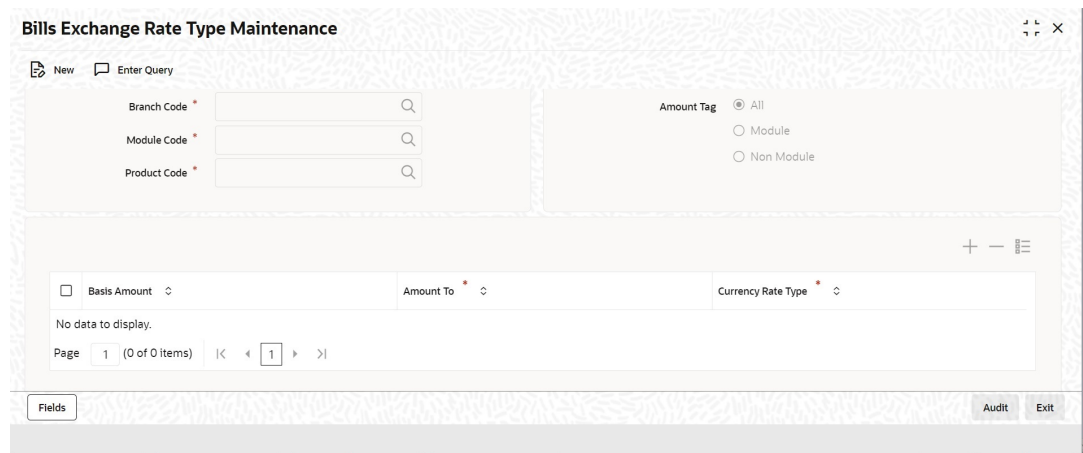 Bills Exchange Rate Type Maintenance
New Enter Query
Branch Code *
Module Code *
Product Code *
Amount Tag All
Module
Non Module
Basis Amount Amount To * Currency Rate Type *
No data to display.
Page 1 (0 of 0 items) 1
Fields Audit Exit